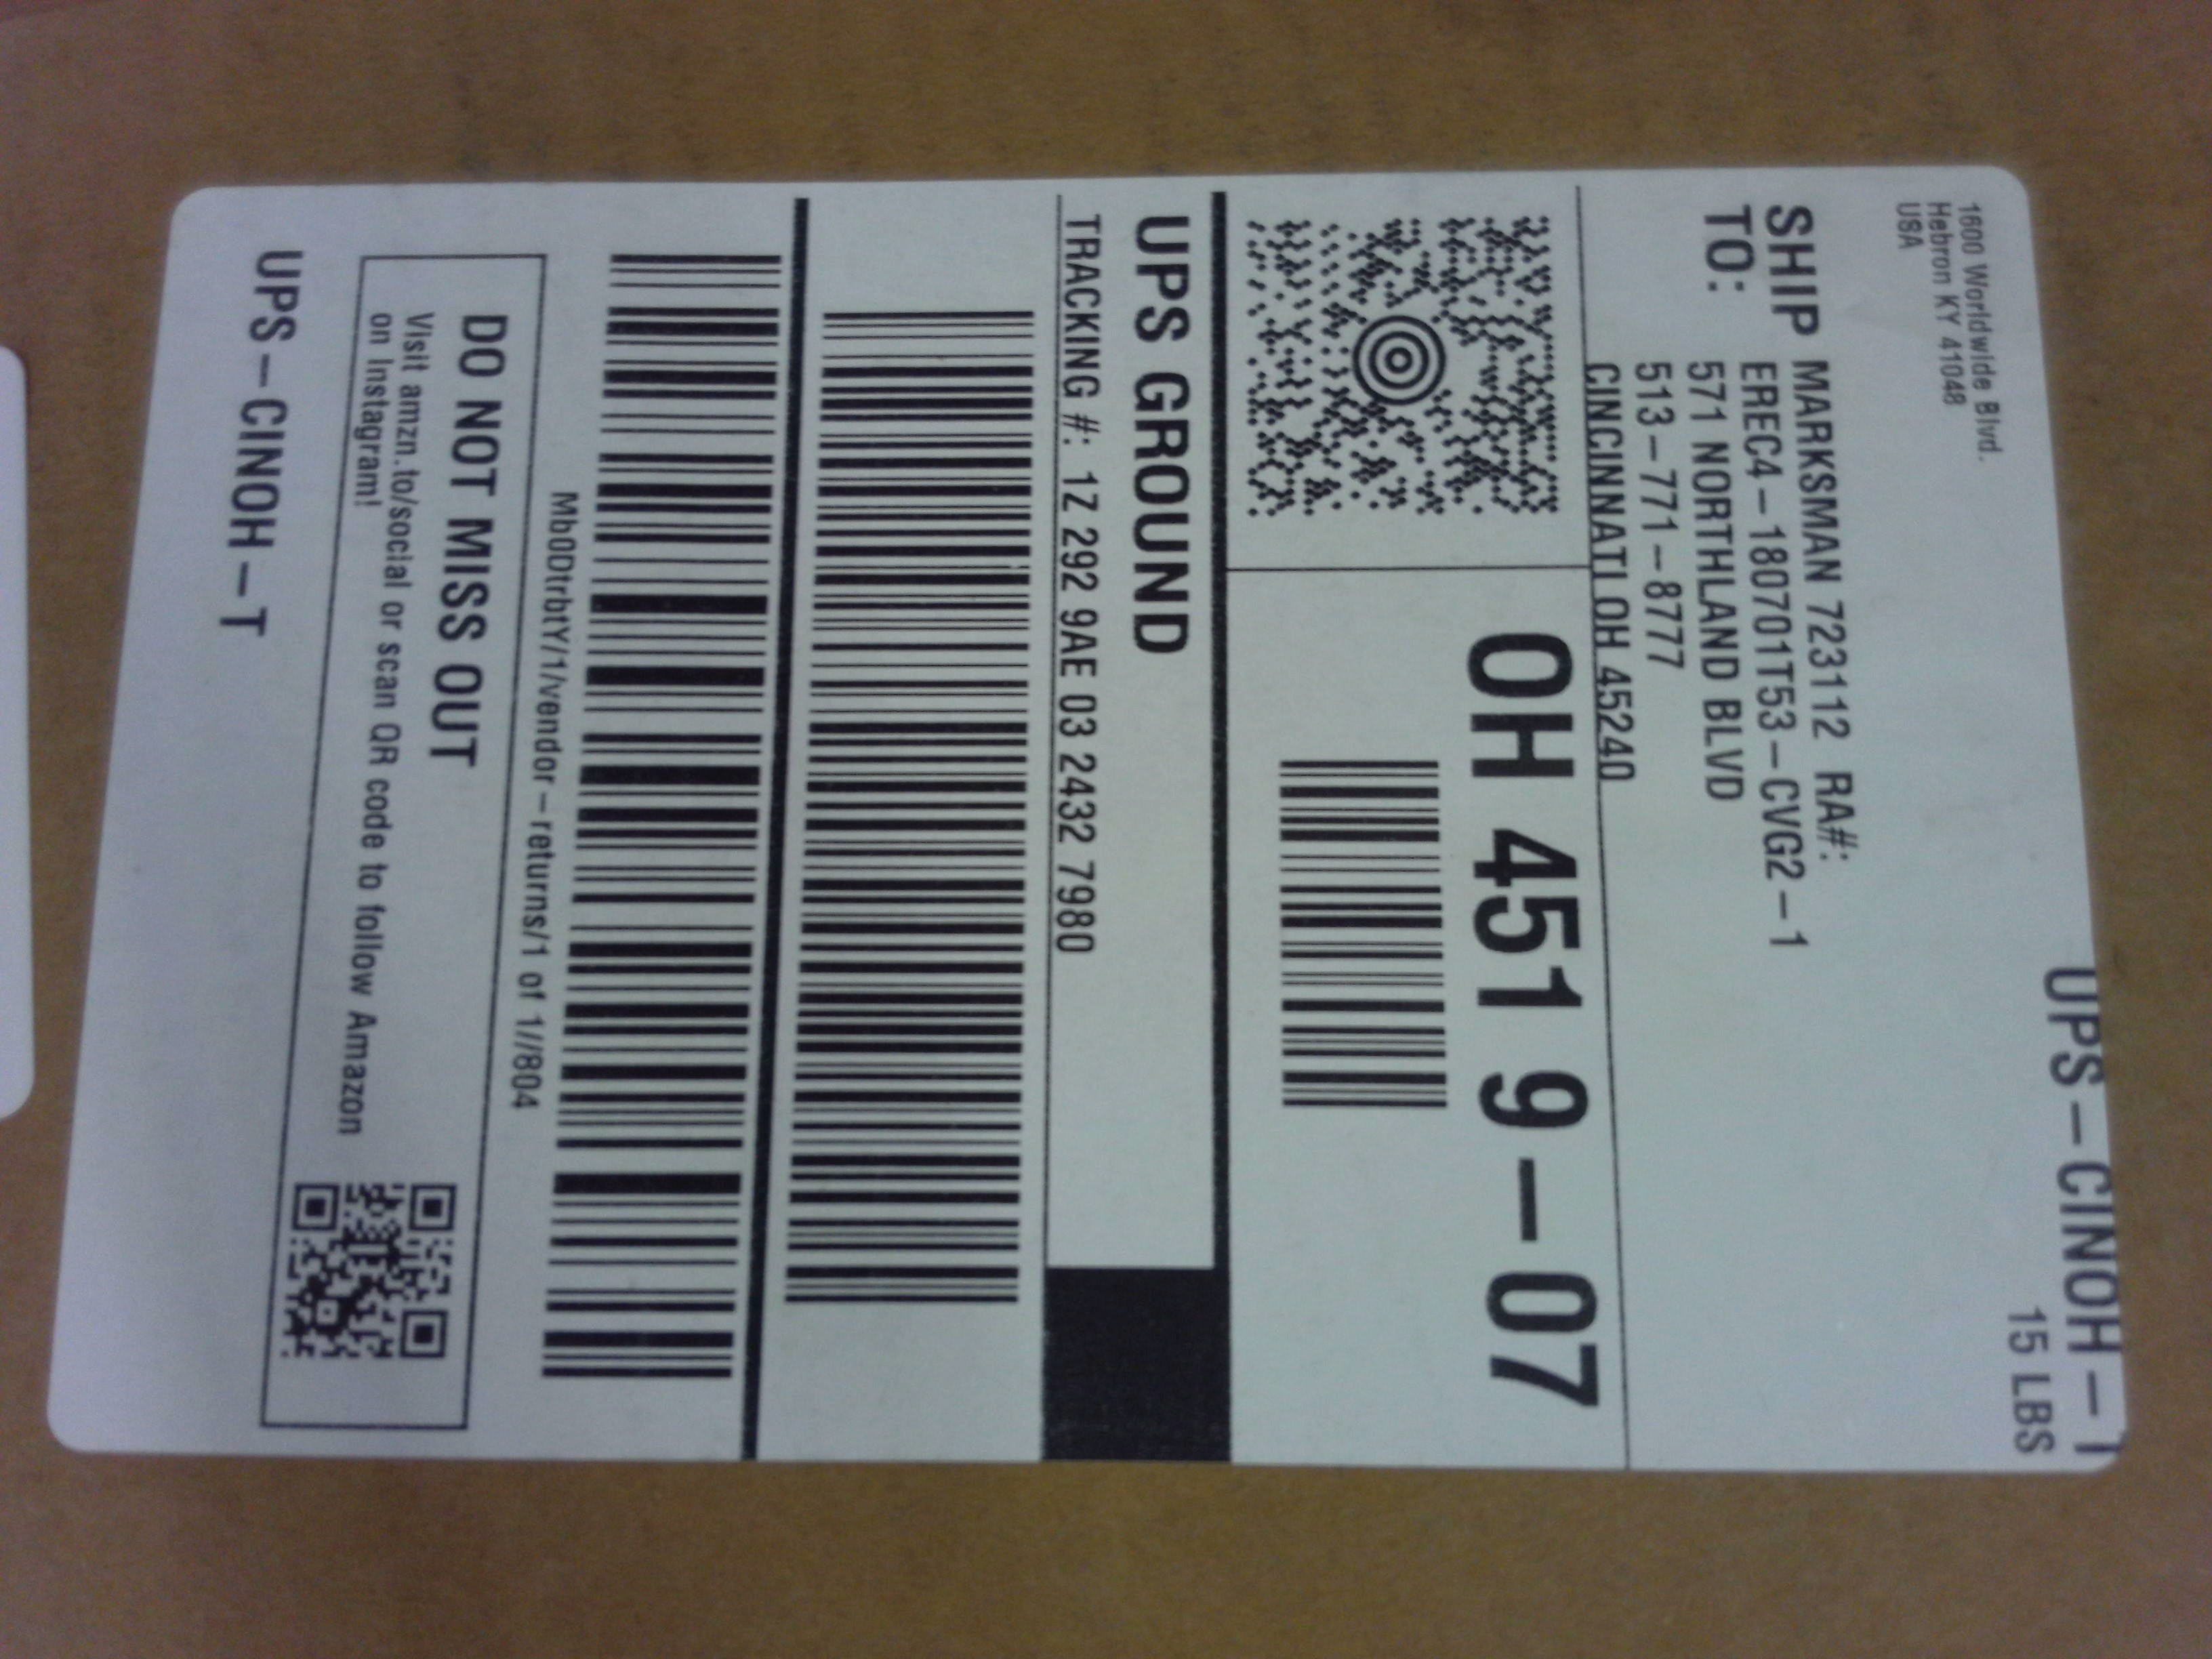 UPS-CINOH-T
15 LBS
1600 Worldwide Blvd.
Hebron KY 41048
USA
SHIP TO:
MARKSMAN 723112 RA#:
EREC4-180701T53-CVG2-1
571 NORTHLAND BLVD
513-771-8777
CINCINNATI OH 45240
OH 451 9-07
UPS GROUND
TRACKING #: 1Z 292 9AE 03 2432 7980
Mb0DtrbtY/1/vendor-returns/1 of 1//804
DO NOT MISS OUT
Visit amzn.to/social or scan QR code to follow Amazon
on Instagram!
UPS-CINOH-T